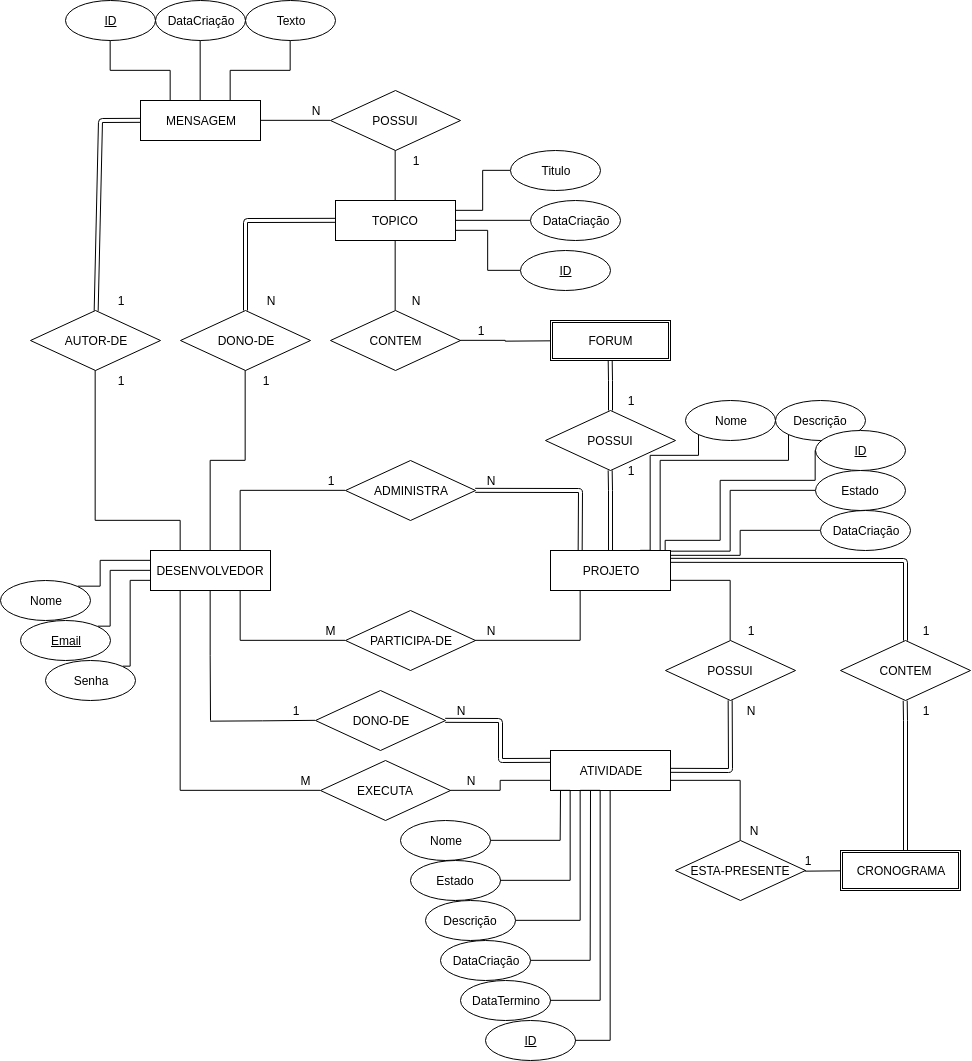 ID
DataCriação
Texto
MENSAGEM
N
POSSUI
1
Titulo
TOPICO
DataCriação
ID
1
N
N
AUTOR-DE
DONO-DE
CONTEM
1
FORUM
1
1
1
POSSUI
1
Nome
Descrição
ID
Estado
DataCriação
1
ADMINISTRA
N
DESENVOLVEDOR
PROJETO
Nome
Email
Senha
M
PARTICIPA-DE
N
1
POSSUI
N
1
CONTEM
1
1
DONO-DE
N
ATIVIDADE
M
EXECUTA
N
N
ESTA-PRESENTE
1
CRONOGRAMA
Nome
Estado
Descrição
DataCriação
DataTermino
ID